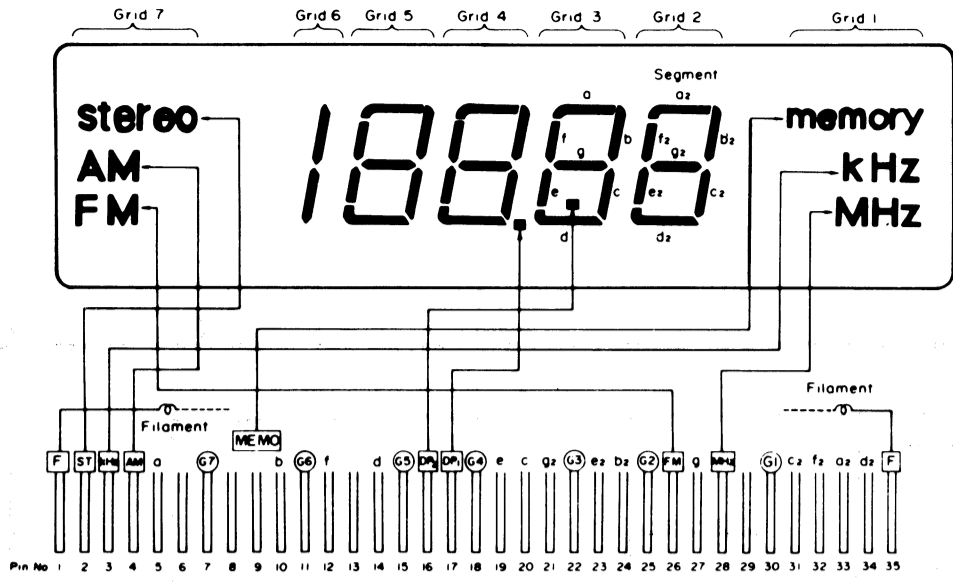 Grid 7 Grid 6 Grid 5 Grid 4 Grid 3 Grid 2 Grid 1
Segment
a a2
stereo memory
f b f2 b2
g g2
AM kHz
e c e2 c2
FM MHz
d d2
Filament
Filament
MEMO
F ST kHz AM a G7 b G6 f d G5 DP2 DP1 G4 e c g2 G3 e2 b2 G2 FM g MHz G1 c2 f2 a2 d2 F
Pin No 1 2 3 4 5 6 7 8 9 10 11 12 13 14 15 16 17 18 19 20 21 22 23 24 25 26 27 28 29 30 31 32 33 34 35